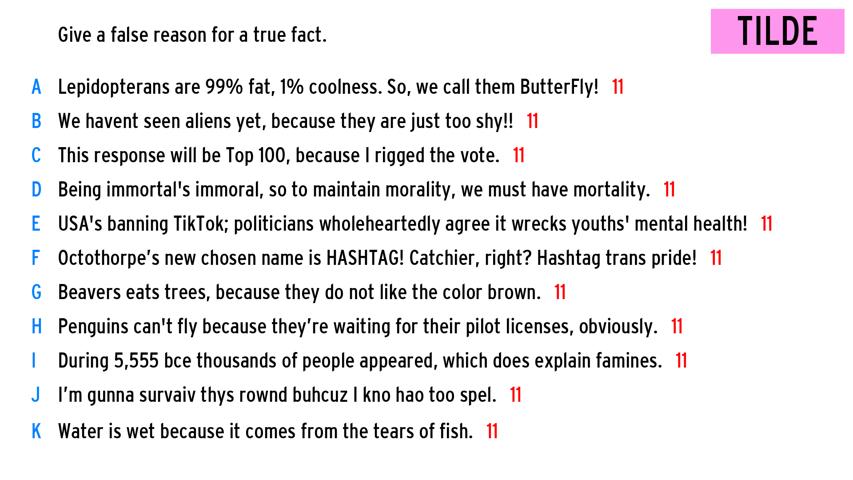 Give a false reason for a true fact.
TILDE
A Lepidopterans are 99% fat, 1% coolness. So, we call them ButterFly! 11
B We havent seen aliens yet, because they are just too shy!! 11
C This response will be Top 100, because I rigged the vote. 11
D Being immortal's immoral, so to maintain morality, we must have mortality. 11
E USA's banning TikTok; politicians wholeheartedly agree it wrecks youths' mental health! 11
F Octothorpe’s new chosen name is HASHTAG! Catchier, right? Hashtag trans pride! 11
G Beavers eats trees, because they do not like the color brown. 11
H Penguins can't fly because they’re waiting for their pilot licenses, obviously. 11
I During 5,555 bce thousands of people appeared, which does explain famines. 11
J I’m gunna survaiv thys rownd buhcuz I kno hao too spel. 11
K Water is wet because it comes from the tears of fish. 11